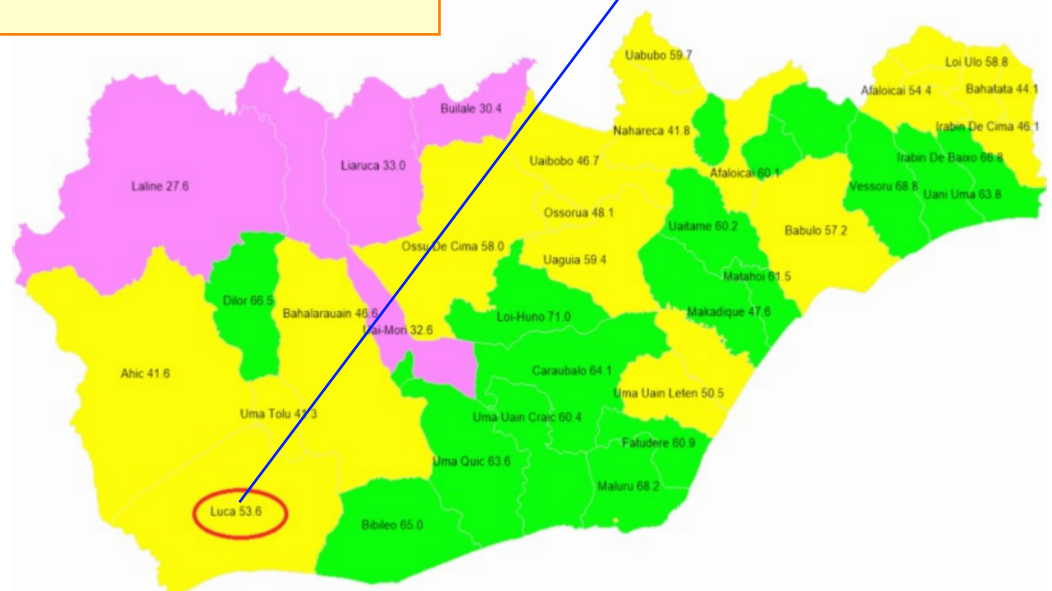 Uabubo 59.7
Loi Ulo 58.8
Afaloicai 54.4
Bahatata 44.1
Builale 30.4
Nahareca 41.8
Irabin De Cima 46.1
Uaibobo 46.7
Irabin De Baixo 66.8
Liaruca 33.0
Afaloicai 60.1
Laline 27.6
Vessoru 68.8
Uani Uma 63.8
Ossorua 48.1
Uaitame 60.2
Babulo 57.2
Ossu De Cima 58.0
Uaguia 59.4
Matahoi 61.5
Dilor 66.5
Bahalarauain 46.6
Loi-Huno 71.0
Makadique 47.6
Uai-Mori 32.6
Ahic 41.6
Caraubalo 64.1
Uma Uain Leten 50.5
Uma Tolu 41.3
Uma Uain Craic 60.4
Fatudere 60.9
Uma Quic 63.6
Maluru 68.2
Luca 53.6
Bibileo 65.0